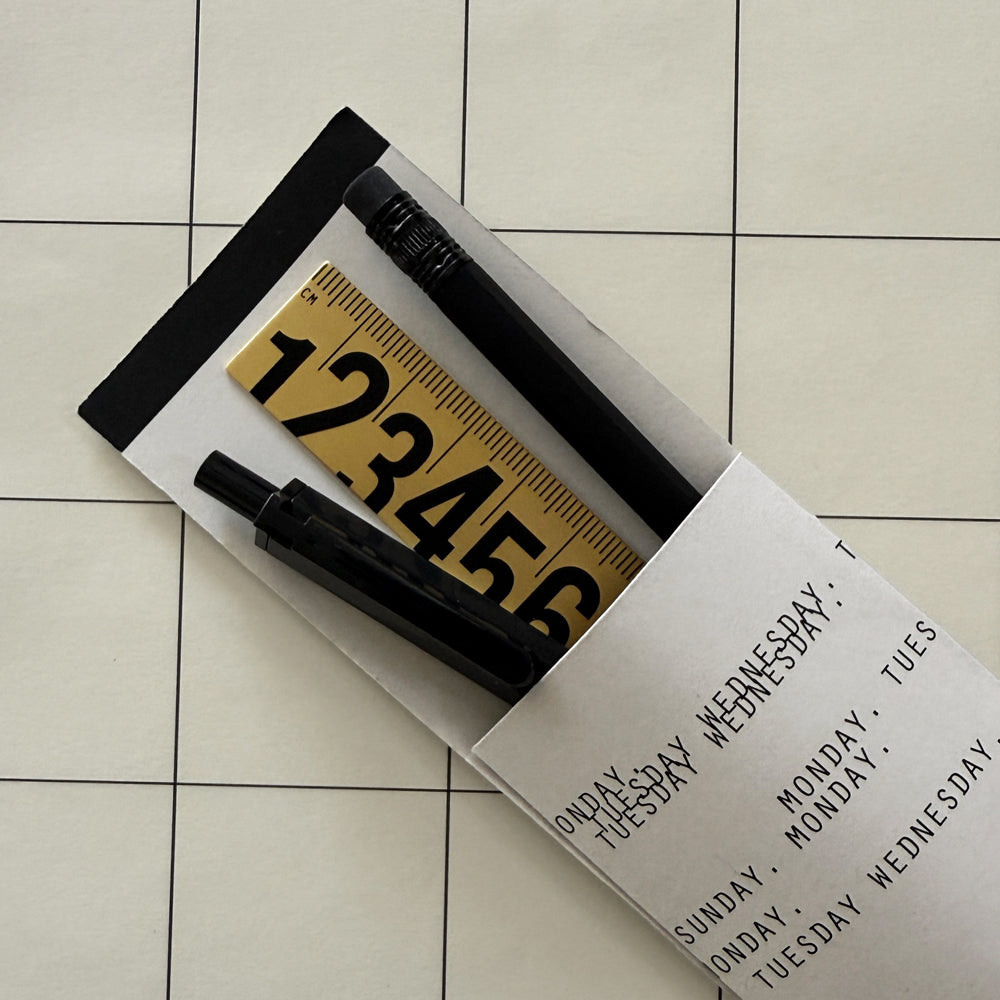 CM
1 2 3 4 5 6
T
WEDNESDAY.
WEDNESDAY.
ONDAY. TUESDAY
TUESDAY
TUES
MONDAY.
MONDAY.
SUNDAY.
ONDAY.
TUESDAY WEDNESDAY.